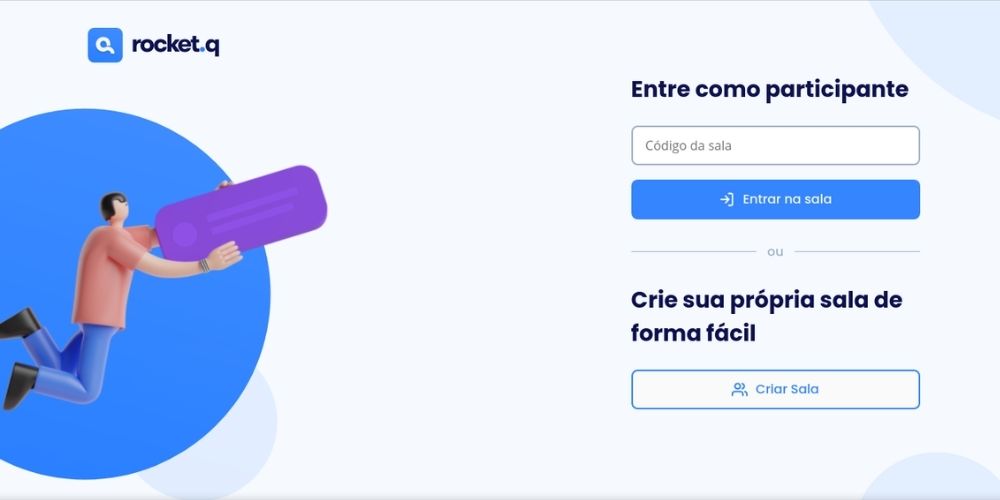 rocket.q
Entre como participante
Código da sala
Entrar na sala
ou
Crie sua própria sala de
forma fácil
Criar Sala